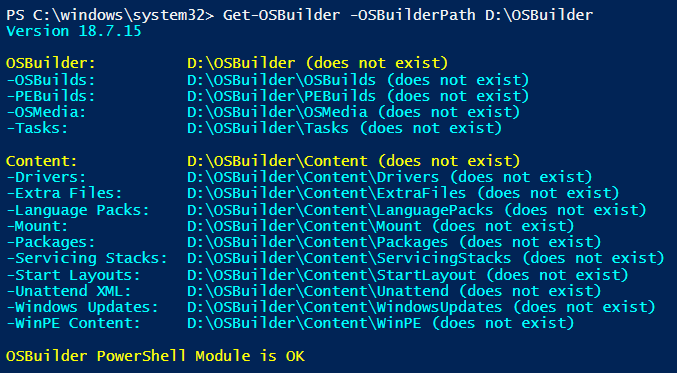 PS C:\windows\system32> Get-OSBuilder -OSBuilderPath D:\OSBuilder
Version 18.7.15
OSBuilder: D:\OSBuilder (does not exist)
-OSBuilds: D:\OSBuilder\OSBuilds (does not exist)
-PEBuilds: D:\OSBuilder\PEBuilds (does not exist)
-OSMedia: D:\OSBuilder\OSMedia (does not exist)
-Tasks: D:\OSBuilder\Tasks (does not exist)
Content: D:\OSBuilder\Content (does not exist)
-Drivers: D:\OSBuilder\Content\Drivers (does not exist)
-Extra Files: D:\OSBuilder\Content\ExtraFiles (does not exist)
-Language Packs: D:\OSBuilder\Content\LanguagePacks (does not exist)
-Mount: D:\OSBuilder\Content\Mount (does not exist)
-Packages: D:\OSBuilder\Content\Packages (does not exist)
-Servicing Stacks: D:\OSBuilder\Content\ServicingStacks (does not exist)
-Start Layouts: D:\OSBuilder\Content\StartLayout (does not exist)
-Unattend XML: D:\OSBuilder\Content\Unattend (does not exist)
-Windows Updates: D:\OSBuilder\Content\WindowsUpdates (does not exist)
-WinPE Content: D:\OSBuilder\Content\WinPE (does not exist)
OSBuilder PowerShell Module is OK